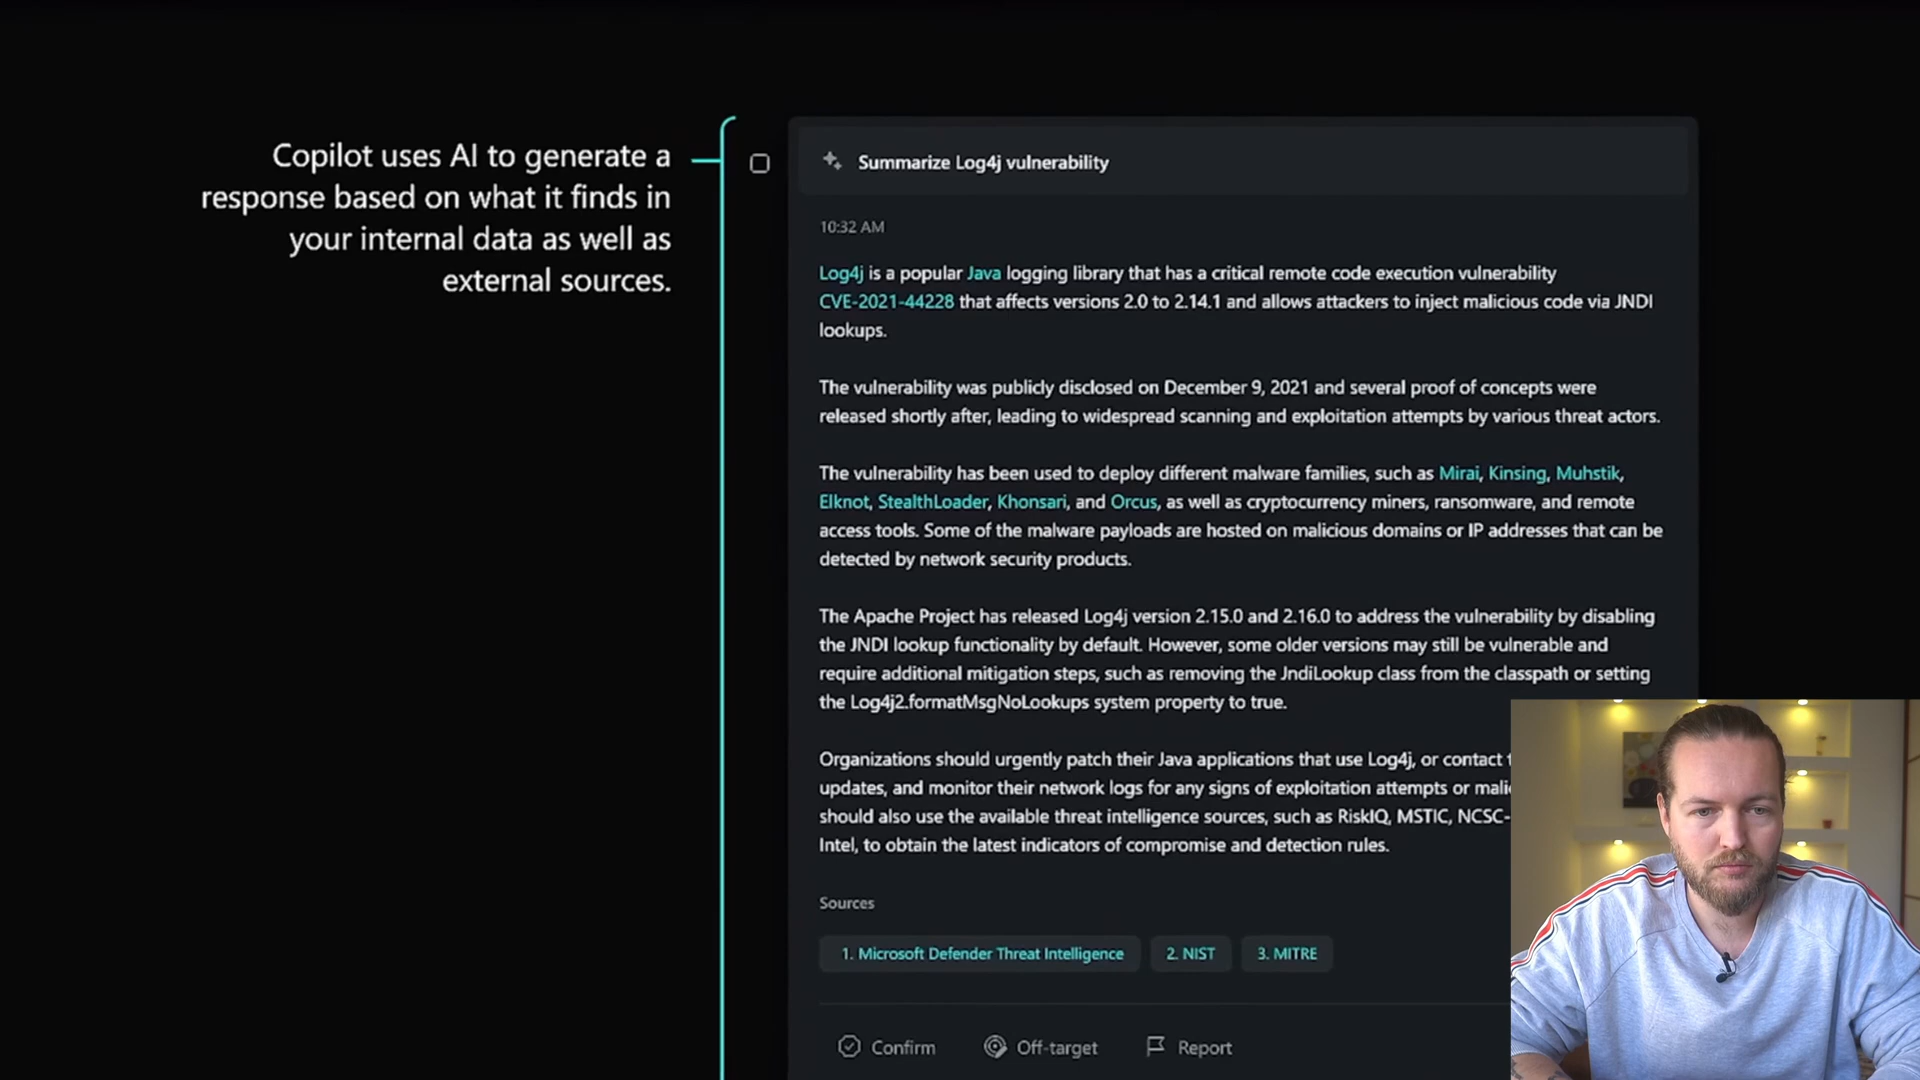 Copilot uses AI to generate a
response based on what it finds in
your internal data as well as
external sources.
Summarize Log4j vulnerability
10:32 AM
Log4j is a popular Java logging library that has a critical remote code execution vulnerability
CVE-2021-44228 that affects versions 2.0 to 2.14.1 and allows attackers to inject malicious code via JNDI
lookups.
The vulnerability was publicly disclosed on December 9, 2021 and several proof of concepts were
released shortly after, leading to widespread scanning and exploitation attempts by various threat actors.
The vulnerability has been used to deploy different malware families, such as Mirai, Kinsing, Muhstik,
Elknot, StealthLoader, Khonsari, and Orcus, as well as cryptocurrency miners, ransomware, and remote
access tools. Some of the malware payloads are hosted on malicious domains or IP addresses that can be
detected by network security products.
The Apache Project has released Log4j version 2.15.0 and 2.16.0 to address the vulnerability by disabling
the JNDI lookup functionality by default. However, some older versions may still be vulnerable and
require additional mitigation steps, such as removing the JndiLookup class from the classpath or setting
the Log4j2.formatMsgNoLookups system property to true.
Organizations should urgently patch their Java applications that use Log4j, or contact
updates, and monitor their network logs for any signs of exploitation attempts or
should also use the available threat intelligence sources, such as RiskIQ, MSTIC, NCSC-
Intel, to obtain the latest indicators of compromise and detection rules.
Sources
1. Microsoft Defender Threat Intelligence
2. NIST
3. MITRE
Confirm
Off-target
Report